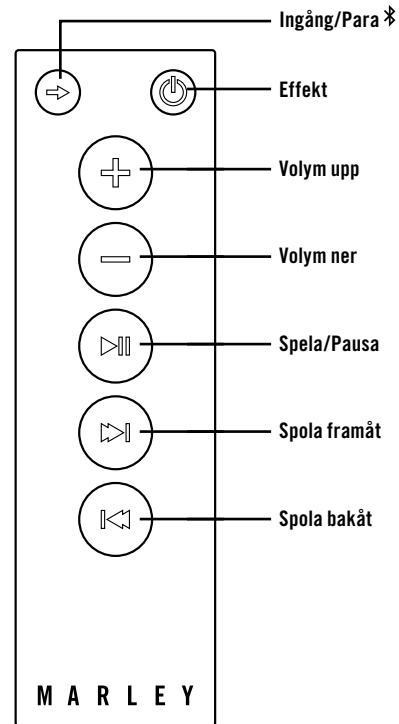 Ingång/Para
Effekt
Volym upp
Volym ner
Spela/Pausa
Spola framåt
Spola bakåt
MARLEY